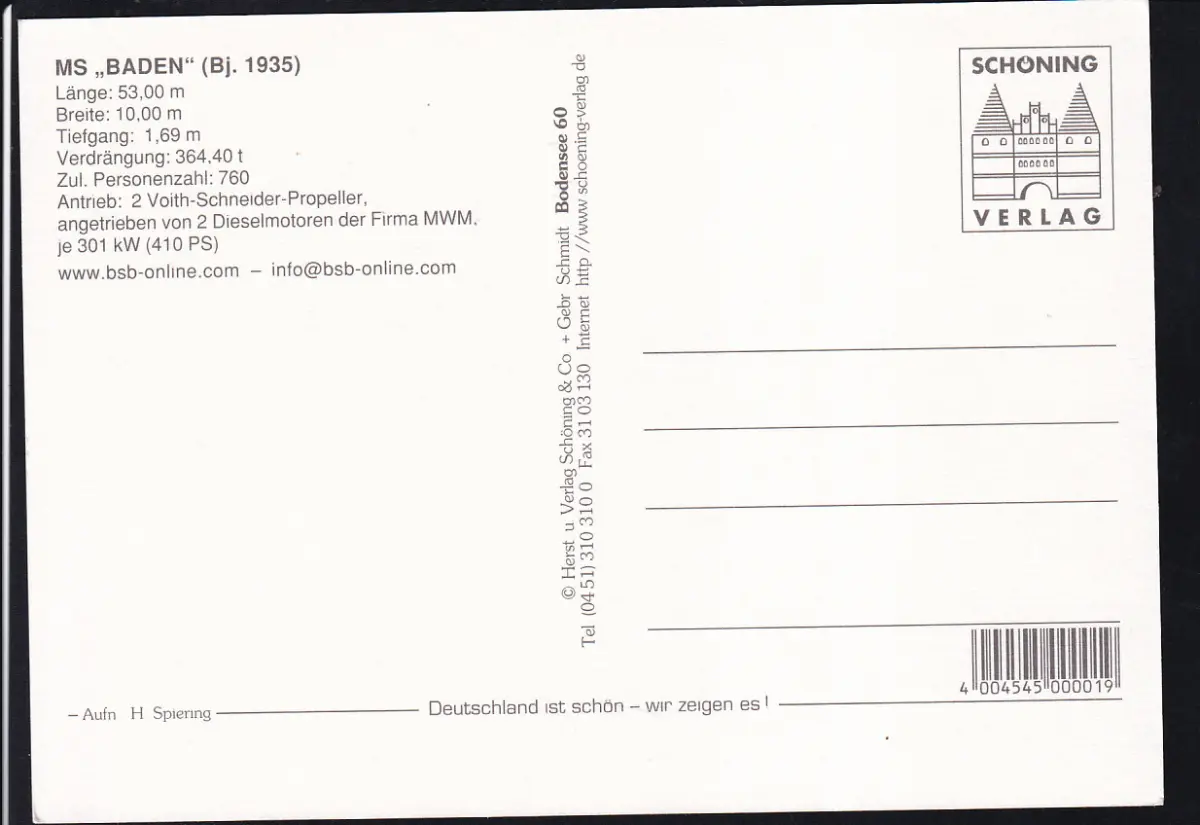 MS „BADEN“ (Bj. 1935)
Länge: 53,00 m
Breite: 10,00 m
Tiefgang: 1,69 m
Verdrängung: 364,40 t
Zul. Personenzahl: 760
Antrieb: 2 Voith-Schneider-Propeller,
angetrieben von 2 Dieselmotoren der Firma MWM.
je 301 kW (410 PS)
www.bsb-online.com – info@bsb-online.com
© Herst u Verlag Schöning & Co + Gebr Schmidt Bodensee 60
Tel (04 51) 310 310 0 Fax 31 03 130 Internet http //www schoening-verlag de
SCHÖNING
VERLAG
4 004545 000019
– Aufn H Spiering
Deutschland ist schön – wir zeigen es !